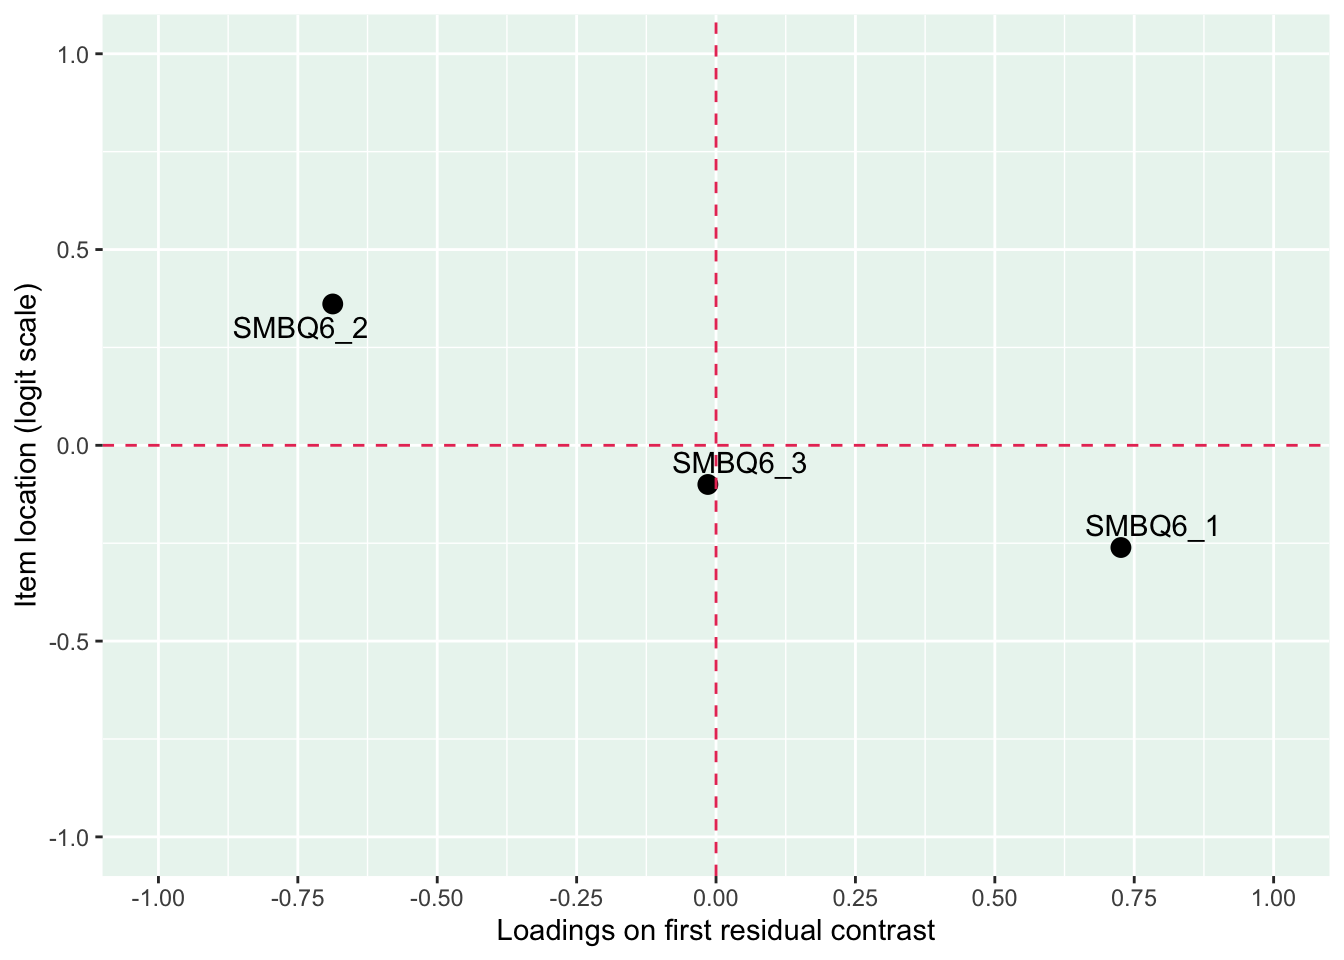 1.0
0.5
0.0
-0.5
-1.0
Item location (logit scale)
SMBQ6_2
SMBQ6_3
SMBQ6_1
-1.00 -0.75 -0.50 -0.25 0.00 0.25 0.50 0.75 1.00
Loadings on first residual contrast